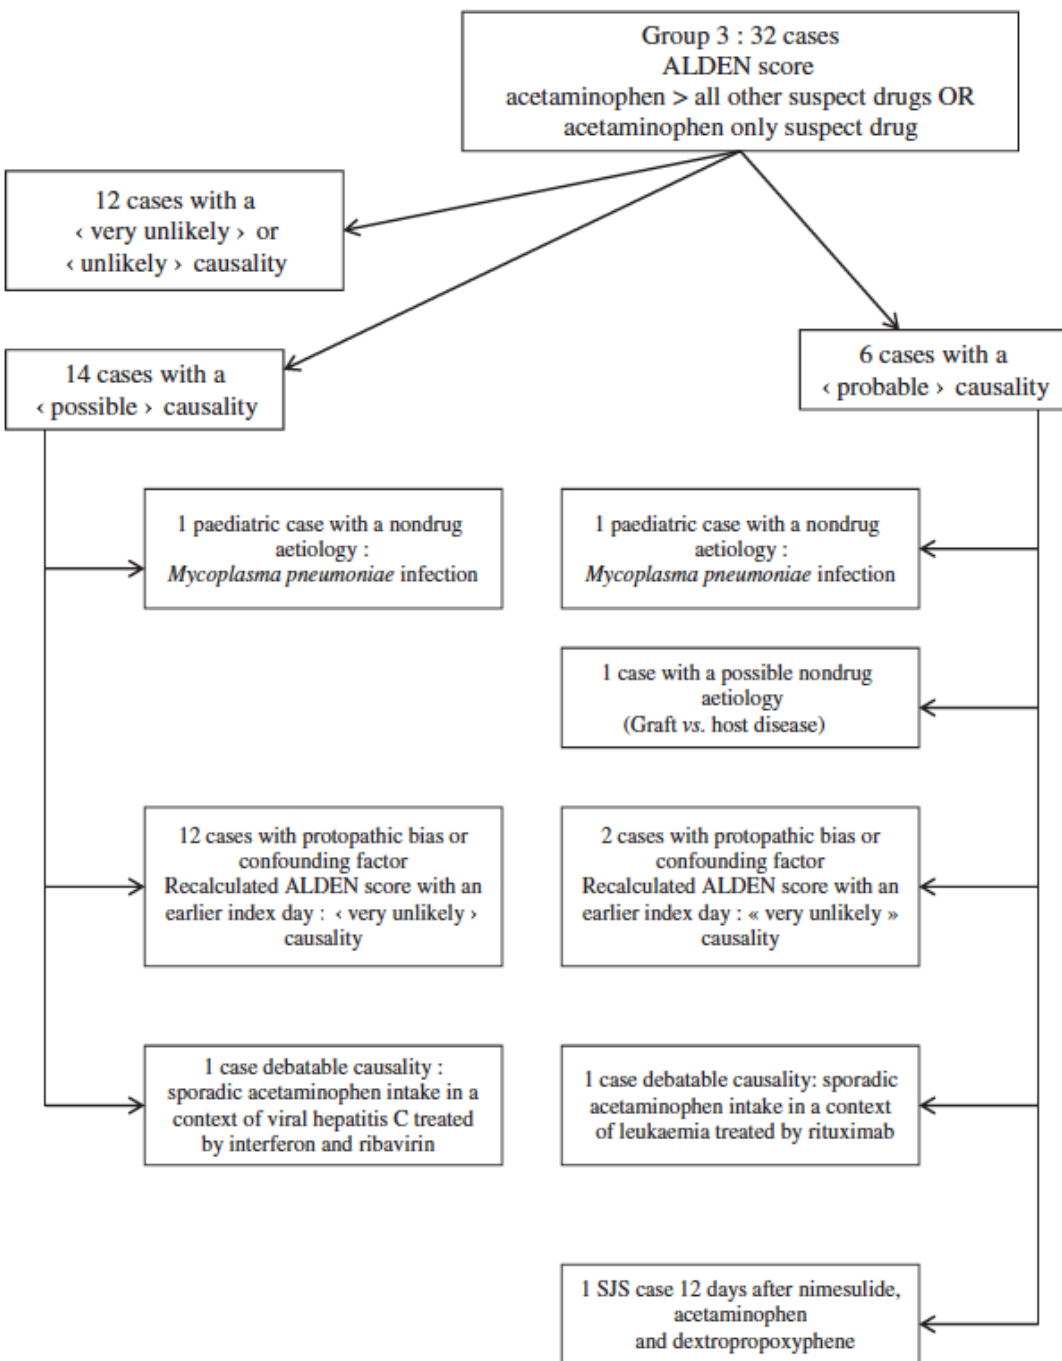 Group 3 : 32 cases
ALDEN score
acetaminophen > all other suspect drugs OR
acetaminophen only suspect drug
12 cases with a
‹ very unlikely › or
‹ unlikely › causality
14 cases with a
‹ possible › causality
6 cases with a
‹ probable › causality
1 paediatric case with a nondrug
aetiology :
Mycoplasma pneumoniae infection
1 paediatric case with a nondrug
aetiology :
Mycoplasma pneumoniae infection
1 case with a possible nondrug
aetiology
(Graft vs. host disease)
12 cases with protopathic bias or
confounding factor
Recalculated ALDEN score with an
earlier index day : ‹ very unlikely ›
causality
2 cases with protopathic bias or
confounding factor
Recalculated ALDEN score with an
earlier index day : « very unlikely »
causality
1 case debatable causality :
sporadic acetaminophen intake in a
context of viral hepatitis C treated
by interferon and ribavirin
1 case debatable causality: sporadic
acetaminophen intake in a context
of leukaemia treated by rituximab
1 SJS case 12 days after nimesulide,
acetaminophen
and dextropropoxyphene